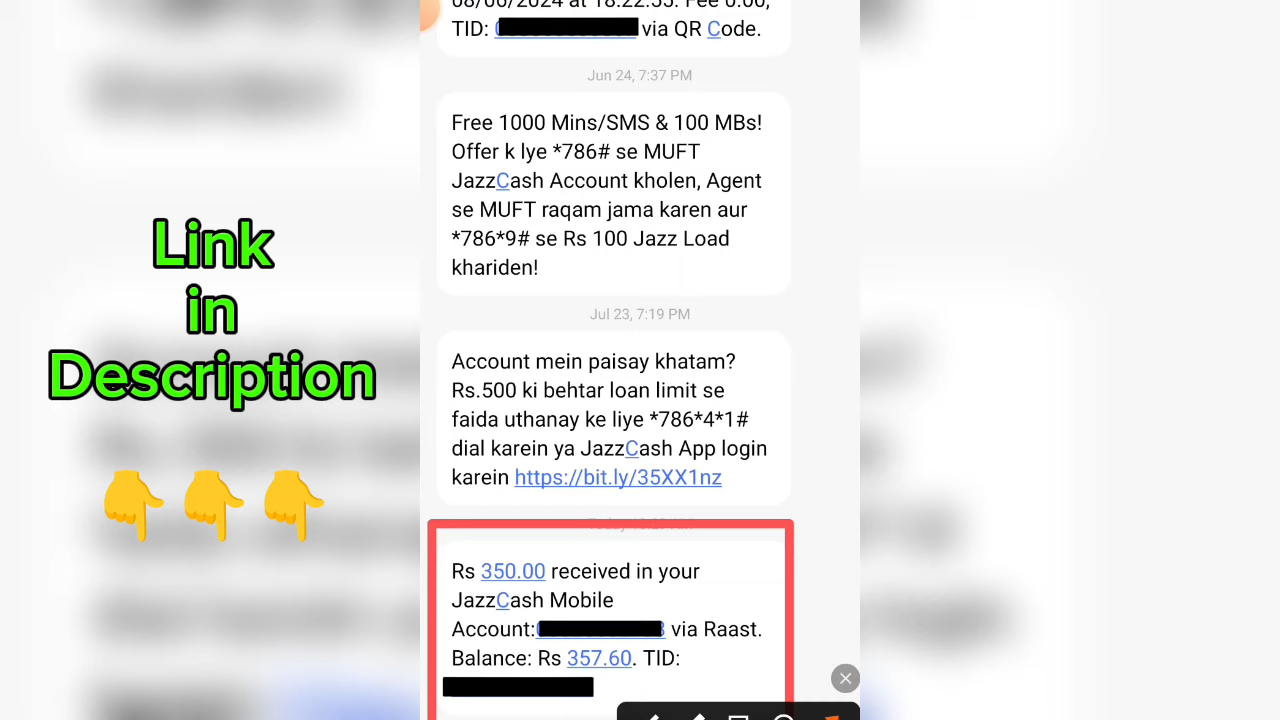 08/06/2024 at 18:22:55. Fee 0.00,
TID: via QR Code.
Jun 24, 7:37 PM
Free 1000 Mins/SMS & 100 MBs!
Offer k lye *786# se MUFT
JazzCash Account kholen, Agent
se MUFT raqam jama karen aur
*786*9# se Rs 100 Jazz Load
khariden!
Jul 23, 7:19 PM
Account mein paisay khatam?
Rs.500 ki behtar loan limit se
faida uthanay ke liye *786*4*1#
dial karein ya JazzCash App login
karein https://bit.ly/35XX1nz
Rs 350.00 received in your
JazzCash Mobile
Account: via Raast.
Balance: Rs 357.60. TID:
Link
in
Description